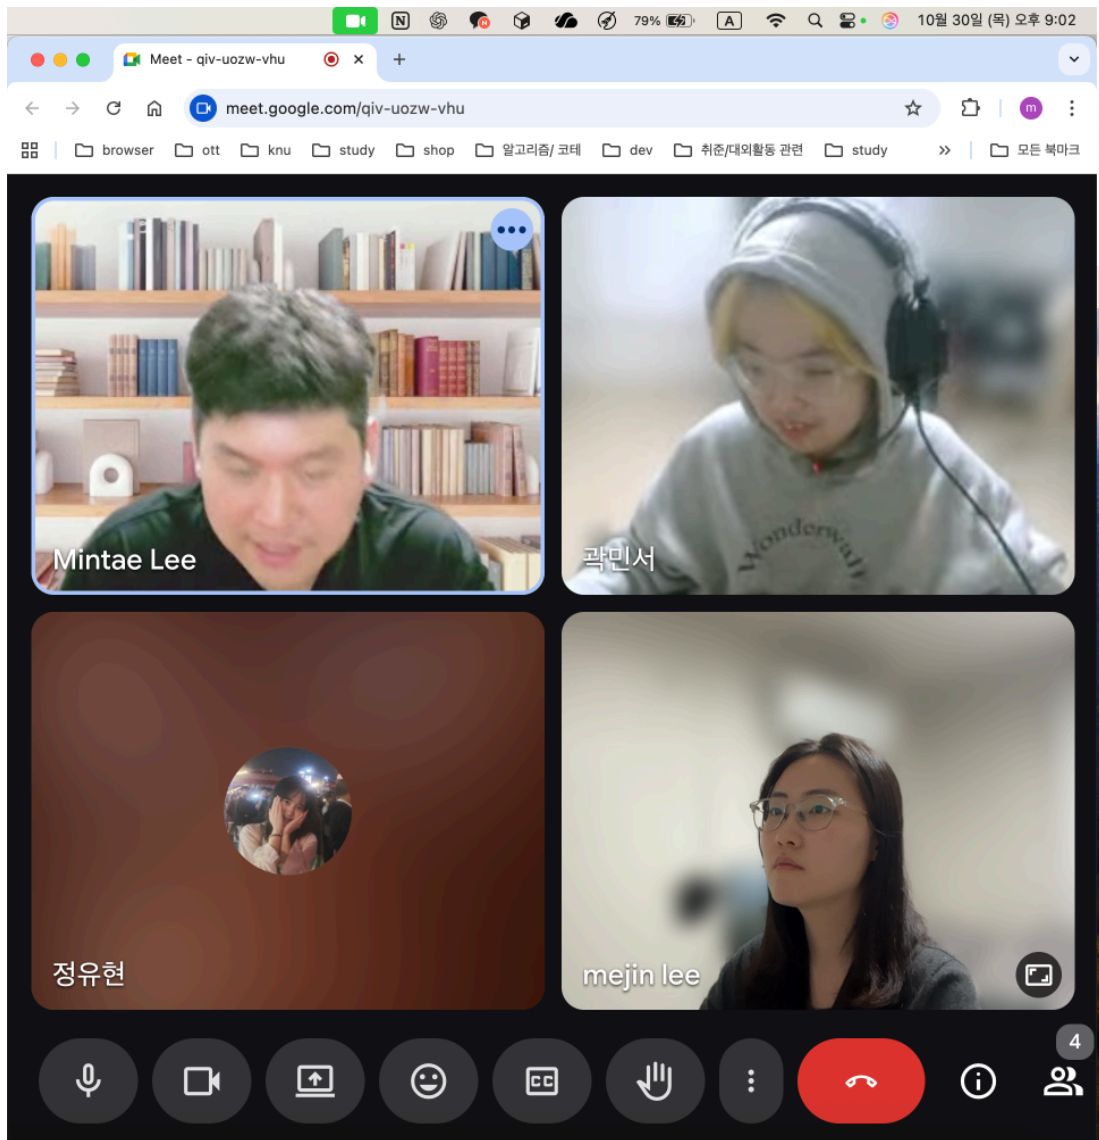 79%
A
10월 30일 (목) 오후 9:02
Meet - qiv-uozw-vhu
meet.google.com/qiv-uozw-vhu
m
browser
ott
knu
study
shop
알고리즘/ 코테
dev
취준/대외활동 관련
study
모든 북마크
Mintae Lee
Wonderwall
곽민서
정유현
mejin lee
CC
4